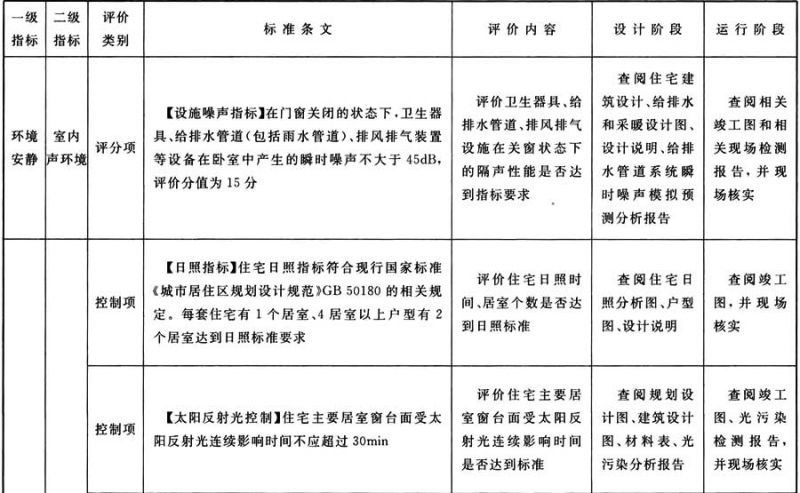 一级
指标
二级
指标
评价
类别
标准条文
评价内容
设计阶段
运行阶段
环境
安静
室内
声环境
评分项
【设施噪声指标】在门窗关闭的状态下,卫生器
具、给排水管道(包括雨水管道)、排风排气装置
等设备在卧室中产生的瞬时噪声不大于 45dB,
评价分值为 15 分
评价卫生器具、给
排水管道、排风排气
设施在关窗状态下
的隔声性能是否达
到指标要求
查阅住宅建
筑设计、给排水
和采暖设计图、
设计说明、给排
水管道系统瞬
时噪声模拟预
测分析报告
查阅相关
竣工图和相
关现场检测
报告,并现
场核实
控制项
【日照指标】住宅日照指标符合现行国家标准
《城市居住区规划设计规范》GB 50180 的相关规
定。每套住宅有 1 个居室、4 居室以上户型有 2
个居室达到日照标准要求
评价住宅日照时
间、居室个数是否达
到日照标准
查阅住宅日
照分析图、户型
图、设计说明
查阅竣工
图,并现场
核实
控制项
【太阳反射光控制】住宅主要居室窗台面受太
阳反射光连续影响时间不应超过 30min
评价住宅主要居
室窗台面受太阳反
射光连续影响时间
是否达到标准
查阅规划设
计图、建筑设计
图、材料表、光
污染分析报告
查阅竣工
图、光污染
检测报告,
并现场核实